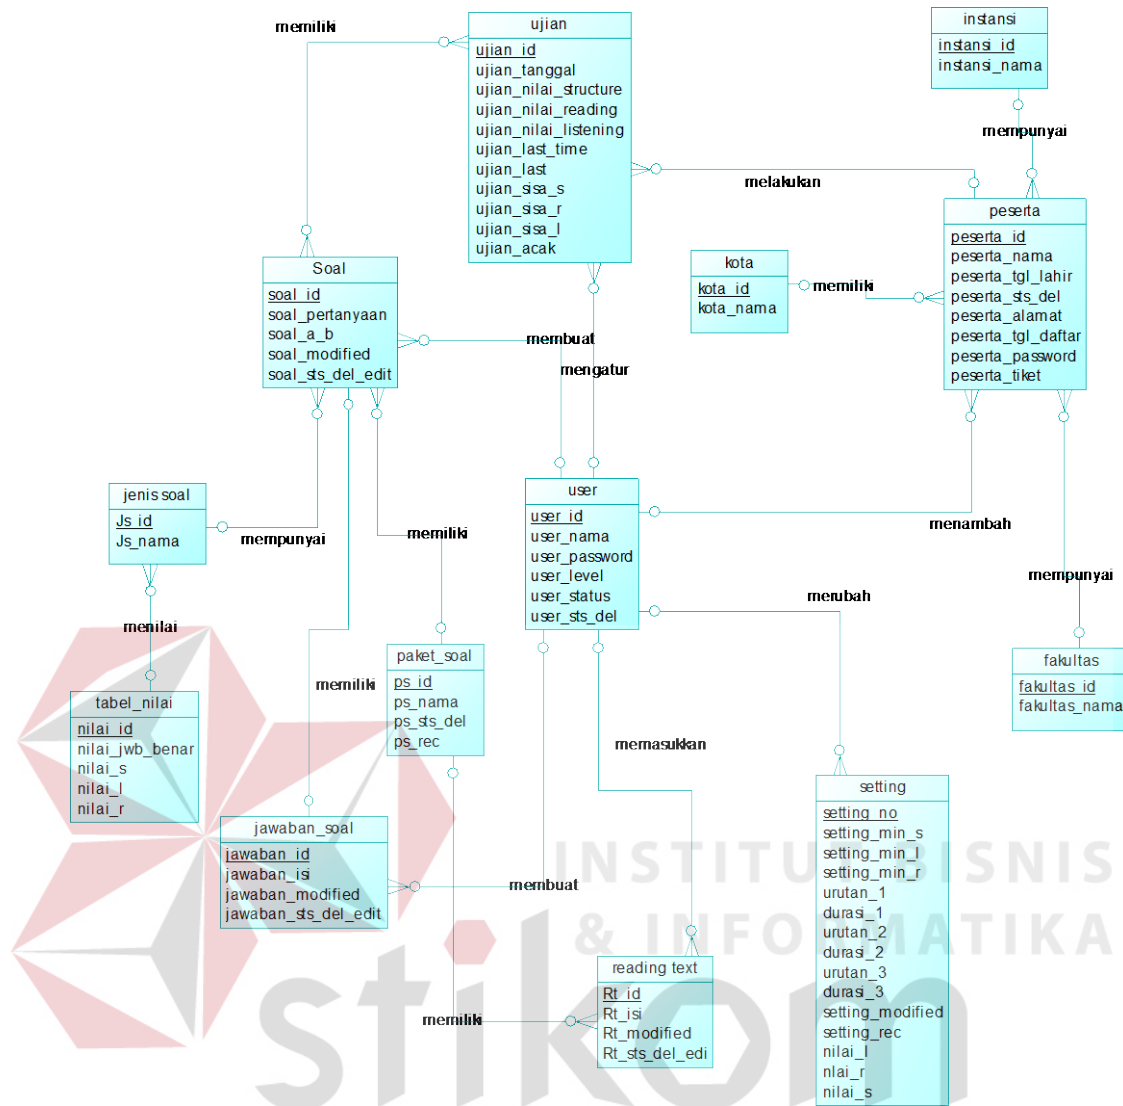 memiliki
ujian
ujian_id
ujian_tanggal
ujian_nilai_structure
ujian_nilai_reading
ujian_nilai_listening
ujian_last_time
ujian_last
ujian_sisa_s
ujian_sisa_r
ujian_sisa_l
ujian_acak
instansi
instansi_id
instansi_nama
mempunyai
melakukan
peserta
peserta_id
peserta_nama
peserta_tgl_lahir
peserta_sts_del
peserta_alamat
peserta_tgl_daftar
peserta_password
peserta_tiket
kota
kota_id
kota_nama
memiliki
Soal
soal_id
soal_pertanyaan
soal_a_b
soal_modified
soal_sts_del_edit
membuat
mengatur
jenis soal
Js_id
Js_nama
mempunyai
memiliki
user
user_id
user_nama
user_password
user_level
user_status
user_sts_del
menambah
mempunyai
merubah
menilai
memiliki
paket_soal
ps_id
ps_nama
ps_sts_del
ps_rec
fakultas
fakultas_id
fakultas_nama
tabel_nilai
nilai_id
nilai_jwb_benar
nilai_s
nilai_l
nilai_r
memasukkan
setting
setting_no
setting_min_s
setting_min_l
setting_min_r
urutan_1
durasi_1
urutan_2
durasi_2
urutan_3
durasi_3
setting_modified
setting_rec
nilai_l
nlai_r
nilai_s
jawaban_soal
jawaban_id
jawaban_isi
jawaban_modified
jawaban_sts_del_edit
membuat
INSTITUT BISNIS
& INFORMATIKA
stikom
reading text
Rt_id
Rt_isi
Rt_modified
Rt_sts_del_edi
memiliki